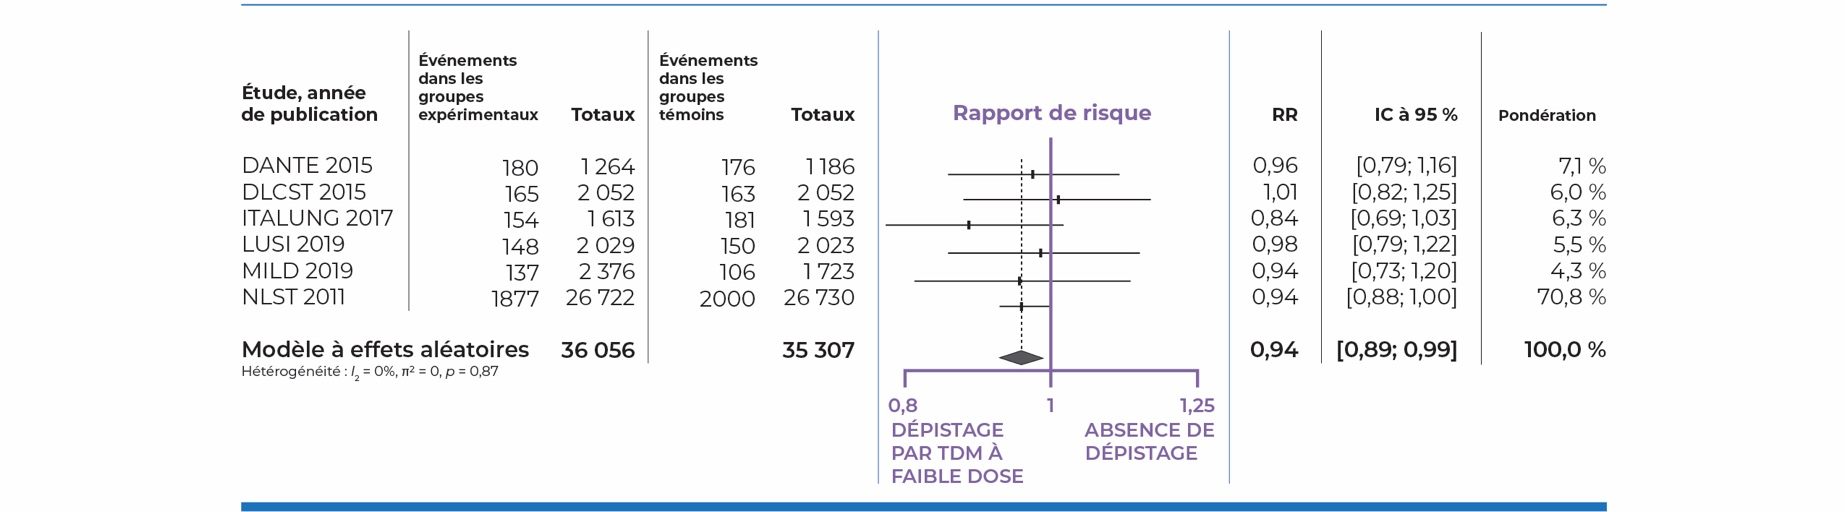 Étude, année
de publication
Événements
dans les
groupes
expérimentaux
Totaux
Événements
dans les
groupes
témoins
Totaux
Rapport de risque
RR
IC à 95 %
Pondération
DANTE 2015 180 1 264 176 1 186 0,96 [0,79; 1,16] 7,1 %
DLCST 2015 165 2 052 163 2 052 1,01 [0,82; 1,25] 6,0 %
ITALUNG 2017 154 1 613 181 1 593 0,84 [0,69; 1,03] 6,3 %
LUSI 2019 148 2 029 150 2 023 0,98 [0,79; 1,22] 5,5 %
MILD 2019 137 2 376 106 1 723 0,94 [0,73; 1,20] 4,3 %
NLST 2011 1877 26 722 2000 26 730 0,94 [0,88; 1,00] 70,8 %
Modèle à effets aléatoires 36 056 35 307 0,94 [0,89; 0,99] 100,0 %
Hétérogénéité : I2 = 0%, π² = 0, p = 0,87
0,8 1 1,25
DÉPISTAGE
PAR TDM À
FAIBLE DOSE
ABSENCE DE
DÉPISTAGE